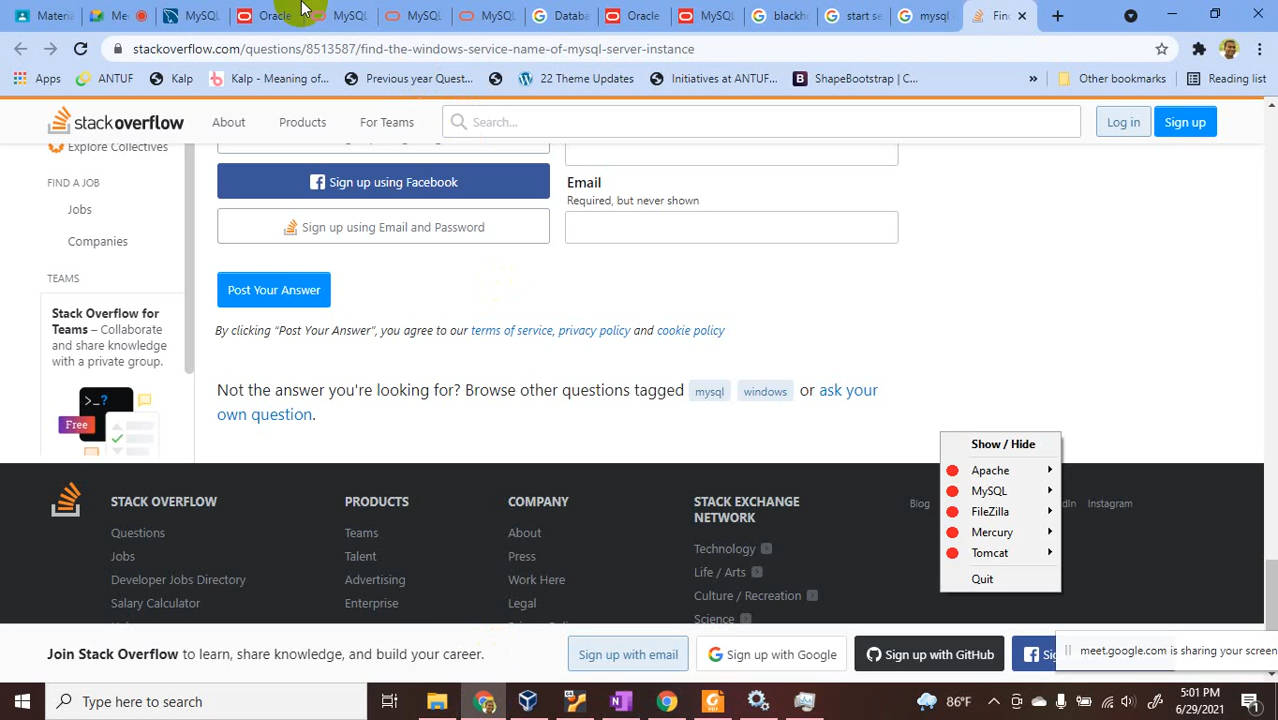 Materi Me MySQL Oracle MySQL MySQL MySQL Databa Oracle MySQL blackh start se mysql Fin
stackoverflow.com/questions/8513587/find-the-windows-service-name-of-mysql-server-instance
Apps ANTUF Kalp Kalp - Meaning of... Previous year Quest... 22 Theme Updates Initiatives at ANTUF... ShapeBootstrap | C... » Other bookmarks Reading list
stackoverflow About Products For Teams Search... Log in Sign up
Explore Collectives
FIND A JOB
Jobs
Companies
TEAMS
Stack Overflow for
Teams – Collaborate
and share knowledge
with a private group.
>_?
Free
Sign up using Facebook
Sign up using Email and Password
Email
Required, but never shown
Post Your Answer
By clicking “Post Your Answer”, you agree to our terms of service, privacy policy and cookie policy
Not the answer you're looking for? Browse other questions tagged mysql windows or ask your
own question.
Show / Hide
Apache
MySQL
FileZilla
Mercury
Tomcat
Quit
STACK OVERFLOW
Questions
Jobs
Developer Jobs Directory
Salary Calculator
PRODUCTS
Teams
Talent
Advertising
Enterprise
COMPANY
About
Press
Work Here
Legal
STACK EXCHANGE
NETWORK
Technology
Life / Arts
Culture / Recreation
Science
Blog Instagram
Join Stack Overflow to learn, share knowledge, and build your career. Sign up with email Sign up with Google Sign up with GitHub
meet.google.com is sharing your screen
Type here to search
86°F
5:01 PM
6/29/2021